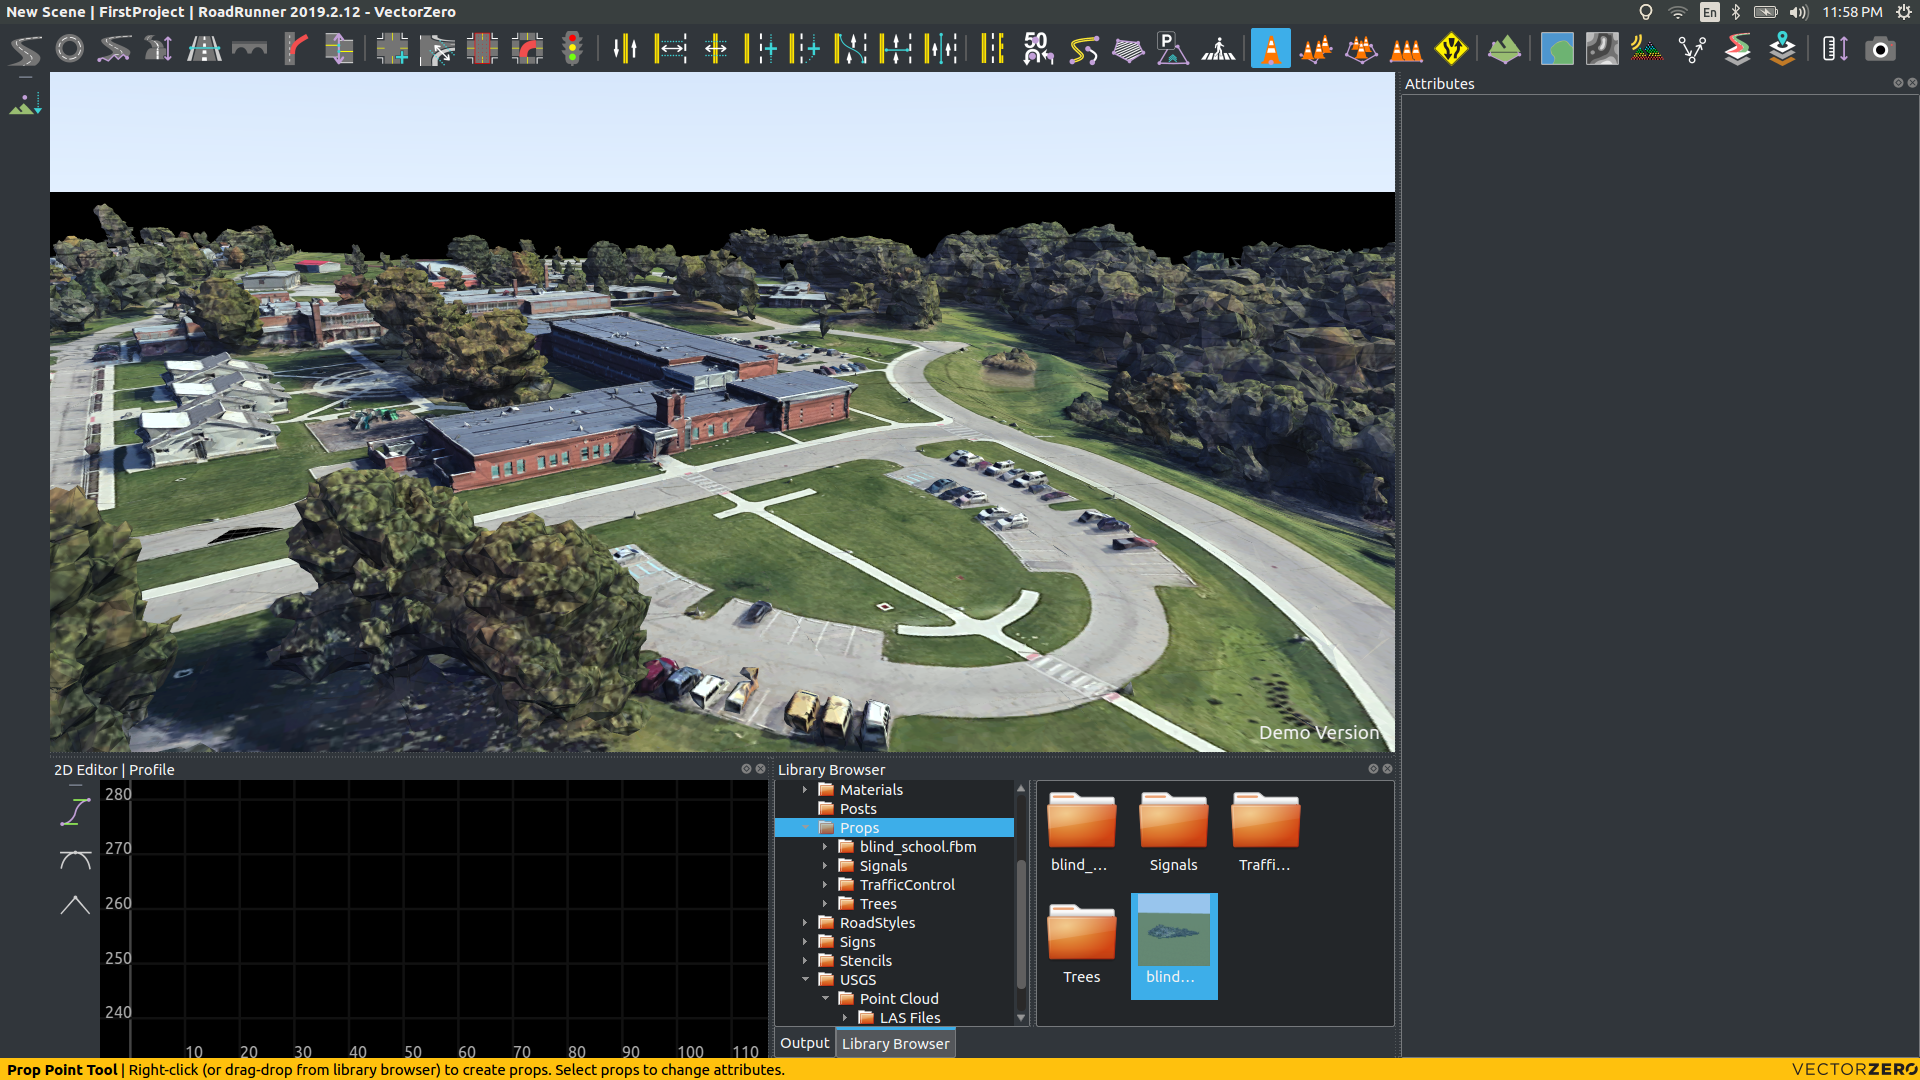 New Scene | FirstProject | RoadRunner 2019.2.12 - VectorZero
En
11:58 PM
50
P
Attributes
Demo Version
2D Editor | Profile
280
270
260
250
240
10 20 30 40 50 60 70 80 90 100 110
Library Browser
Materials
Posts
Props
blind_school.fbm
Signals
TrafficControl
Trees
RoadStyles
Signs
Stencils
USGS
Point Cloud
LAS Files
blind_...
Signals
Traffi...
Trees
blind...
Output
Library Browser
Prop Point Tool | Right-click (or drag-drop from library browser) to create props. Select props to change attributes.
VECTORZERO